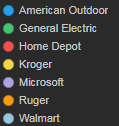 American Outdoor
General Electric
Home Depot
Kroger
Microsoft
Ruger
Walmart